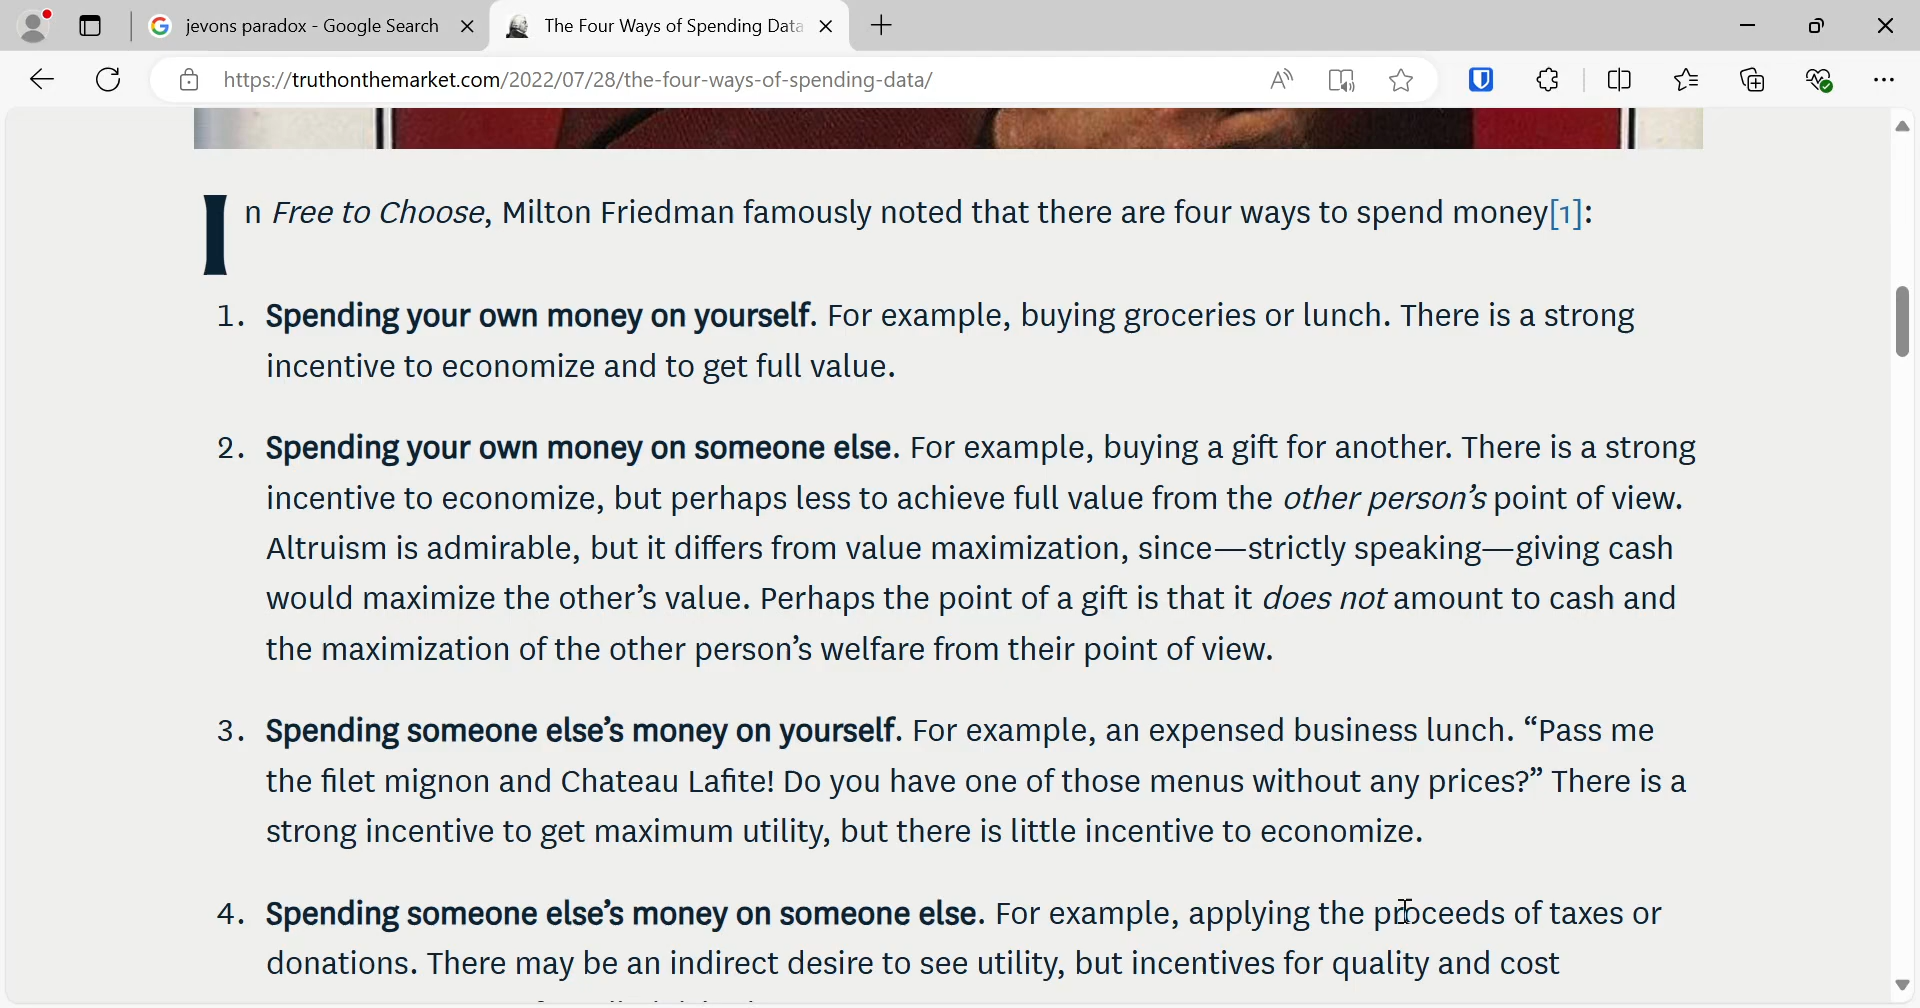 jevons paradox - Google Search
The Four Ways of Spending Data
https://truthonthemarket.com/2022/07/28/the-four-ways-of-spending-data/
In Free to Choose, Milton Friedman famously noted that there are four ways to spend money[1]:
1. Spending your own money on yourself. For example, buying groceries or lunch. There is a strong
incentive to economize and to get full value.
2. Spending your own money on someone else. For example, buying a gift for another. There is a strong
incentive to economize, but perhaps less to achieve full value from the other person’s point of view.
Altruism is admirable, but it differs from value maximization, since—strictly speaking—giving cash
would maximize the other’s value. Perhaps the point of a gift is that it does not amount to cash and
the maximization of the other person’s welfare from their point of view.
3. Spending someone else’s money on yourself. For example, an expensed business lunch. “Pass me
the filet mignon and Chateau Lafite! Do you have one of those menus without any prices?” There is a
strong incentive to get maximum utility, but there is little incentive to economize.
4. Spending someone else’s money on someone else. For example, applying the proceeds of taxes or
donations. There may be an indirect desire to see utility, but incentives for quality and cost